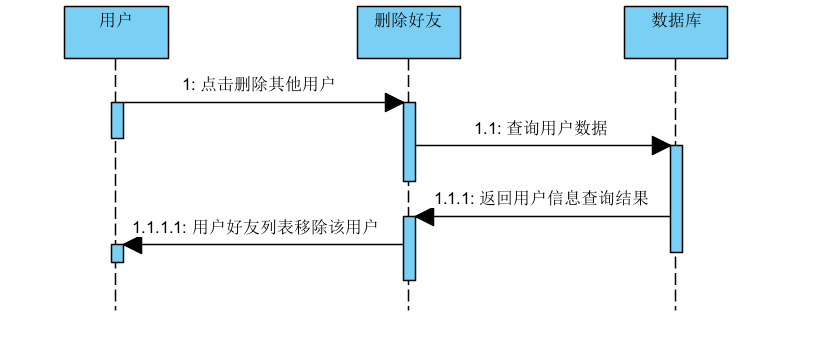 用户
删除好友
数据库
1: 点击删除其他用户
1.1: 查询用户数据
1.1.1: 返回用户信息查询结果
1.1.1.1: 用户好友列表移除该用户